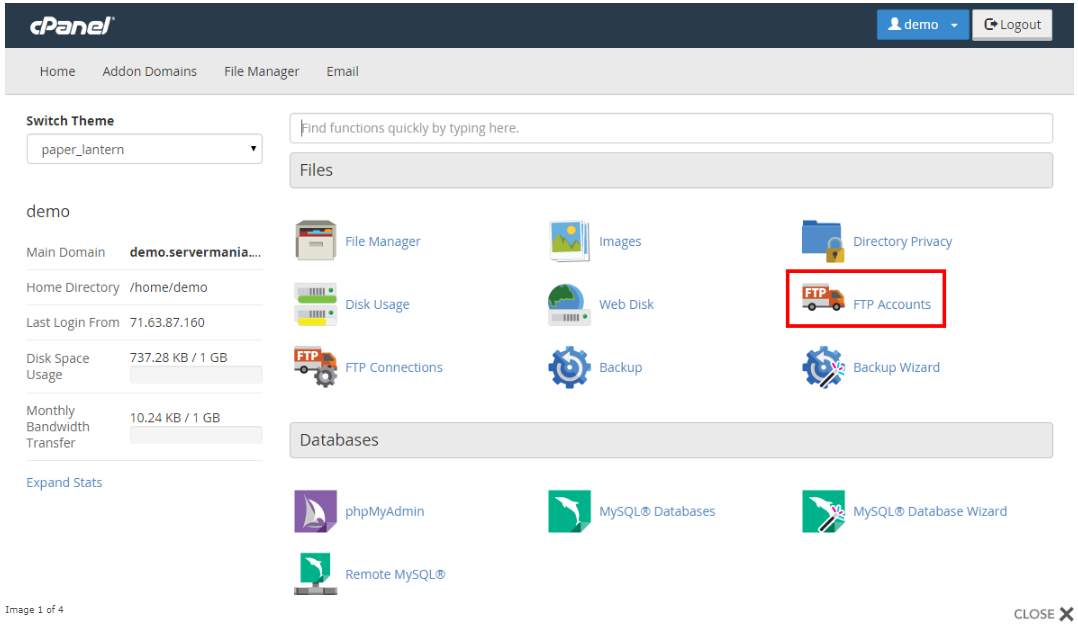 cPanel®
demo
Logout
Home Addon Domains File Manager Email
Switch Theme
paper_lantern
Find functions quickly by typing here.
Files
demo
Main Domain demo.servermania....
Home Directory /home/demo
Last Login From 71.63.87.160
Disk Space Usage 737.28 KB / 1 GB
Monthly Bandwidth Transfer 10.24 KB / 1 GB
Expand Stats
File Manager Images Directory Privacy
Disk Usage Web Disk FTP FTP Accounts
FTP FTP Connections Backup Backup Wizard
Databases
phpMyAdmin MySQL® Databases MySQL® Database Wizard
Remote MySQL®
Image 1 of 4
CLOSE